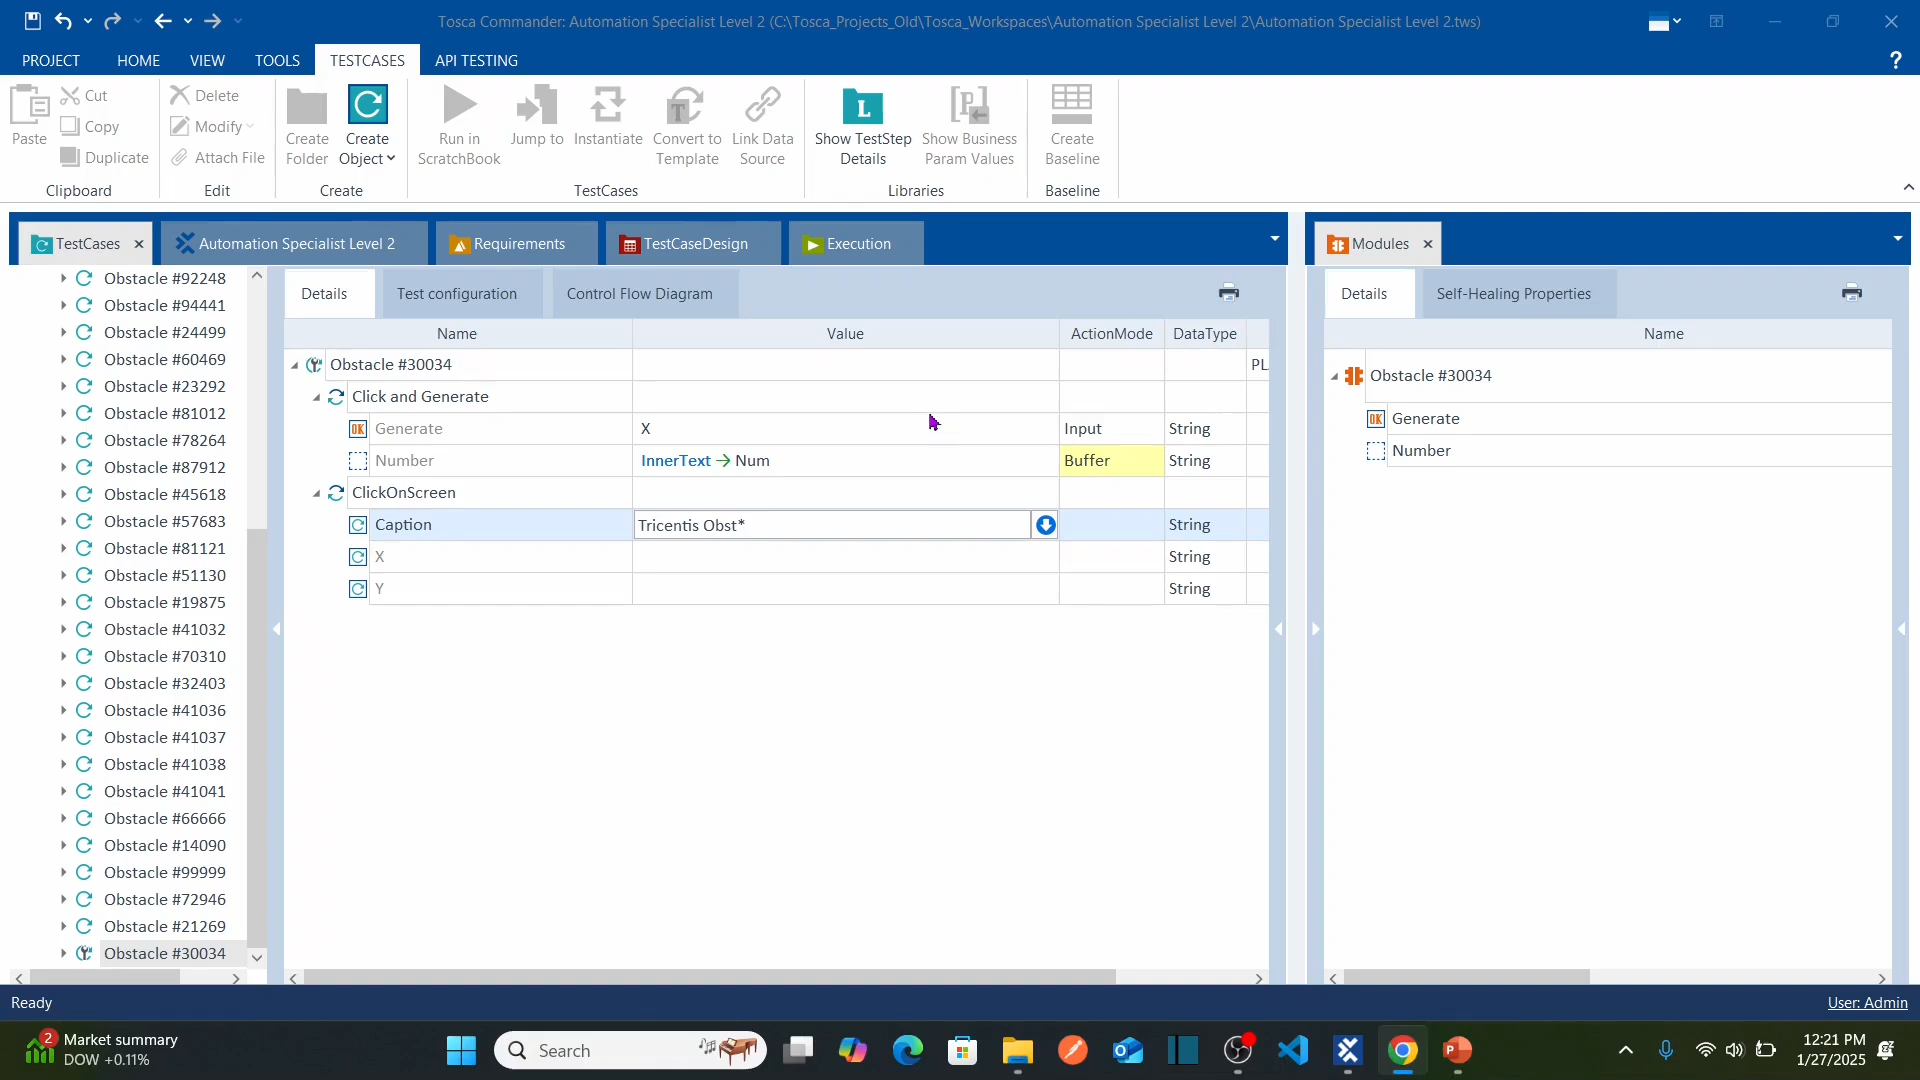 Tosca Commander: Automation Specialist Level 2 (C:\Tosca_Projects_Old\Tosca_Workspaces\Automation Specialist Level 2\Automation Specialist Level 2.tws)
PROJECT HOME VIEW TOOLS TESTCASES API TESTING ?
Paste
Cut
Copy
Duplicate
Clipboard
Delete
Modify
Attach File
Edit
Create Folder
Create Object
Create
Run in ScratchBook
Jump to
Instantiate
Convert to Template
Link Data Source
TestCases
L
Show TestStep Details
Show Business Param Values
Libraries
Create Baseline
Baseline
TestCases Automation Specialist Level 2 Requirements TestCaseDesign Execution Modules
Obstacle #92248
Obstacle #94441
Obstacle #24499
Obstacle #60469
Obstacle #23292
Obstacle #81012
Obstacle #78264
Obstacle #87912
Obstacle #45618
Obstacle #57683
Obstacle #81121
Obstacle #51130
Obstacle #19875
Obstacle #41032
Obstacle #70310
Obstacle #32403
Obstacle #41036
Obstacle #41037
Obstacle #41038
Obstacle #41041
Obstacle #66666
Obstacle #14090
Obstacle #99999
Obstacle #72946
Obstacle #21269
Obstacle #30034
Details Test configuration Control Flow Diagram
Name Value ActionMode DataType
Obstacle #30034 PL
Click and Generate
OK Generate X Input String
Number InnerText → Num Buffer String
ClickOnScreen
Caption Tricentis Obst* String
X String
Y String
Details Self-Healing Properties
Name
Obstacle #30034
OK Generate
Number
Ready User: Admin
2
Market summary
DOW +0.11%
Search
12:21 PM
1/27/2025